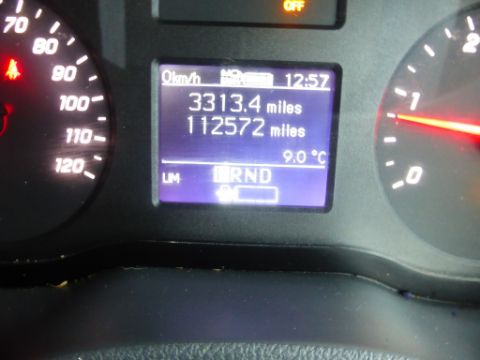 OFF
0km/h 12:57
3313.4 miles
112572 miles
9.0 °C
LIM PRND
70
80
90
100
110
120
2
1
0